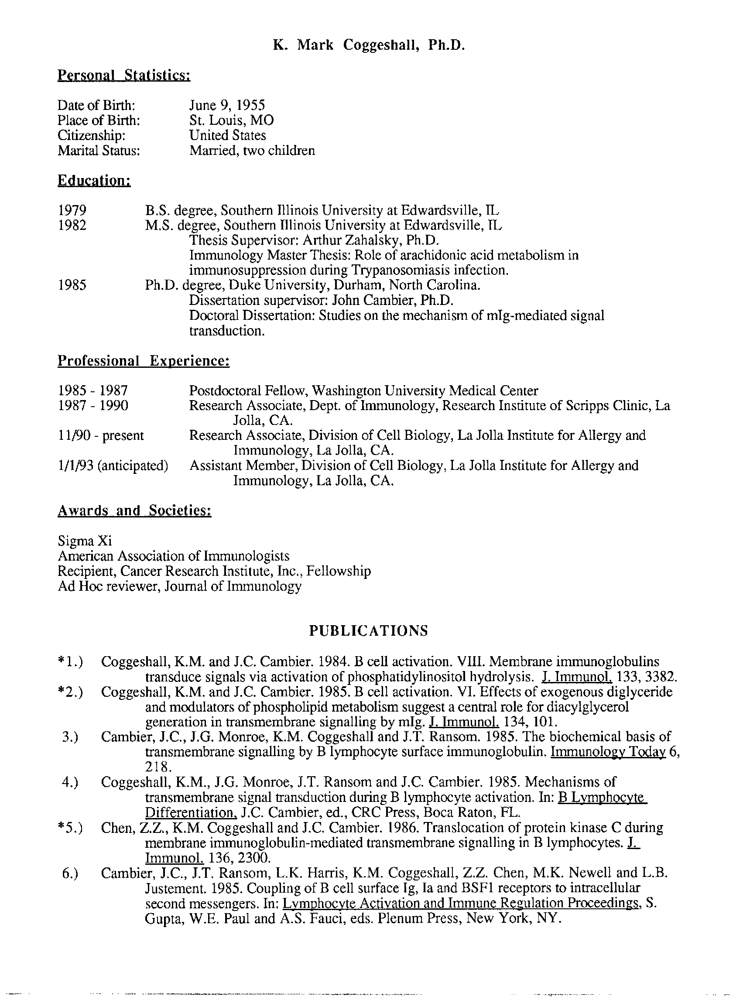 K. Mark Coggeshall, Ph.D.
Personal Statistics:
Date of Birth: June 9, 1955
Place of Birth: St. Louis, MO
Citizenship: United States
Marital Status: Married, two children
Education:
1979 B.S. degree, Southern Illinois University at Edwardsville, IL
1982 M.S. degree, Southern Illinois University at Edwardsville, IL
Thesis Supervisor: Arthur Zahalsky, Ph.D.
Immunology Master Thesis: Role of arachidonic acid metabolism in
immunosuppression during Trypanosomiasis infection.
1985 Ph.D. degree, Duke University, Durham, North Carolina.
Dissertation supervisor: John Cambier, Ph.D.
Doctoral Dissertation: Studies on the mechanism of mIg-mediated signal
transduction.
Professional Experience:
1985 - 1987 Postdoctoral Fellow, Washington University Medical Center
1987 - 1990 Research Associate, Dept. of Immunology, Research Institute of Scripps Clinic, La
Jolla, CA.
11/90 - present Research Associate, Division of Cell Biology, La Jolla Institute for Allergy and
Immunology, La Jolla, CA.
1/1/93 (anticipated) Assistant Member, Division of Cell Biology, La Jolla Institute for Allergy and
Immunology, La Jolla, CA.
Awards and Societies:
Sigma Xi
American Association of Immunologists
Recipient, Cancer Research Institute, Inc., Fellowship
Ad Hoc reviewer, Journal of Immunology
PUBLICATIONS
*1.) Coggeshall, K.M. and J.C. Cambier. 1984. B cell activation. VIII. Membrane immunoglobulins
transduce signals via activation of phosphatidylinositol hydrolysis. J. Immunol. 133, 3382.
*2.) Coggeshall, K.M. and J.C. Cambier. 1985. B cell activation. VI. Effects of exogenous diglyceride
and modulators of phospholipid metabolism suggest a central role for diacylglycerol
generation in transmembrane signalling by mIg. J. Immunol. 134, 101.
3.) Cambier, J.C., J.G. Monroe, K.M. Coggeshall and J.T. Ransom. 1985. The biochemical basis of
transmembrane signalling by B lymphocyte surface immunoglobulin. Immunology Today 6,
218.
4.) Coggeshall, K.M., J.G. Monroe, J.T. Ransom and J.C. Cambier. 1985. Mechanisms of
transmembrane signal transduction during B lymphocyte activation. In: B Lymphocyte
Differentiation, J.C. Cambier, ed., CRC Press, Boca Raton, FL.
*5.) Chen, Z.Z., K.M. Coggeshall and J.C. Cambier. 1986. Translocation of protein kinase C during
membrane immunoglobulin-mediated transmembrane signalling in B lymphocytes. J.
Immunol. 136, 2300.
6.) Cambier, J.C., J.T. Ransom, L.K. Harris, K.M. Coggeshall, Z.Z. Chen, M.K. Newell and L.B.
Justement. 1985. Coupling of B cell surface Ig, Ia and BSF1 receptors to intracellular
second messengers. In: Lymphocyte Activation and Immune Regulation Proceedings, S.
Gupta, W.E. Paul and A.S. Fauci, eds. Plenum Press, New York, NY.